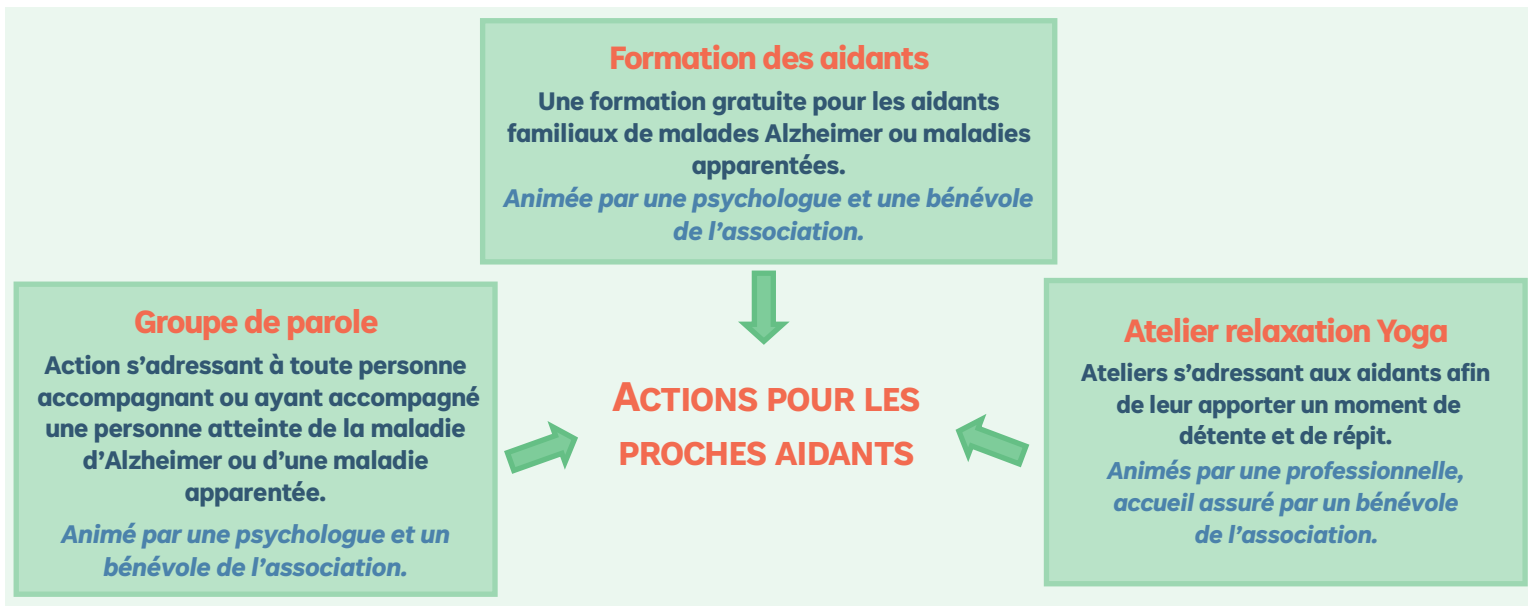 Formation des aidants
Une formation gratuite pour les aidants
familiaux de malades Alzheimer ou maladies
apparentées.
Animée par une psychologue et une bénévole
de l’association.
Groupe de parole
Action s’adressant à toute personne
accompagnant ou ayant accompagné
une personne atteinte de la maladie
d’Alzheimer ou d’une maladie
apparentée.
Animé par une psychologue et un
bénévole de l’association.
ACTIONS POUR LES
PROCHES AIDANTS
Atelier relaxation Yoga
Ateliers s’adressant aux aidants afin
de leur apporter un moment de
détente et de répit.
Animés par une professionnelle,
accueil assuré par un bénévole
de l’association.